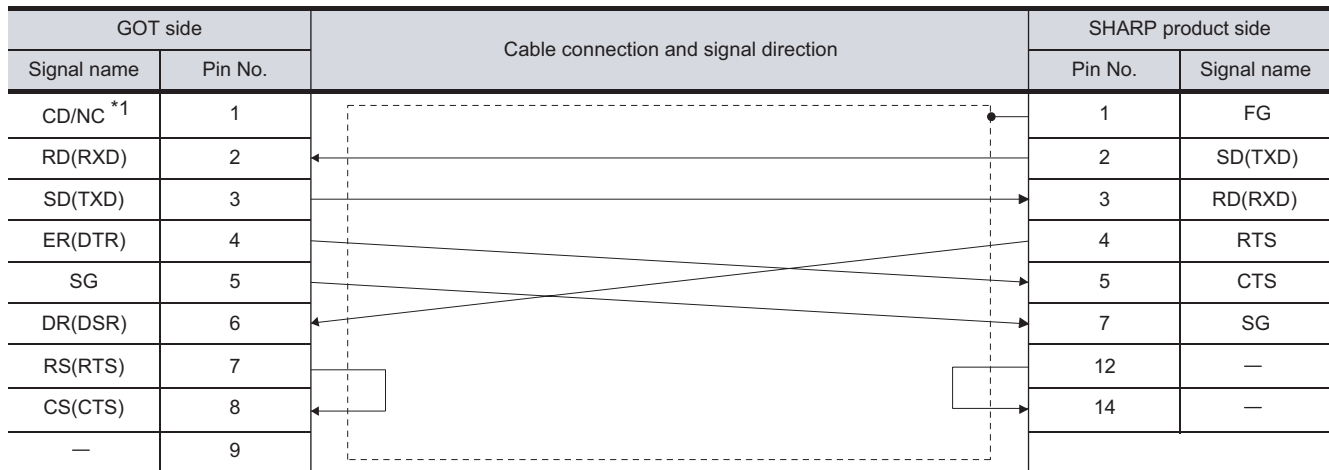 GOT side Cable connection and signal direction SHARP product side
Signal name Pin No. Pin No. Signal name
CD/NC *1 1 1 FG
RD(RXD) 2 2 SD(TXD)
SD(TXD) 3 3 RD(RXD)
ER(DTR) 4 4 RTS
SG 5 5 CTS
DR(DSR) 6 7 SG
RS(RTS) 7 12 —
CS(CTS) 8 14 —
— 9